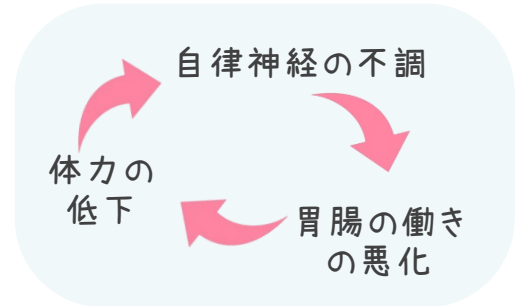 自律神経の不調
体力の
低下
胃腸の働き
の悪化